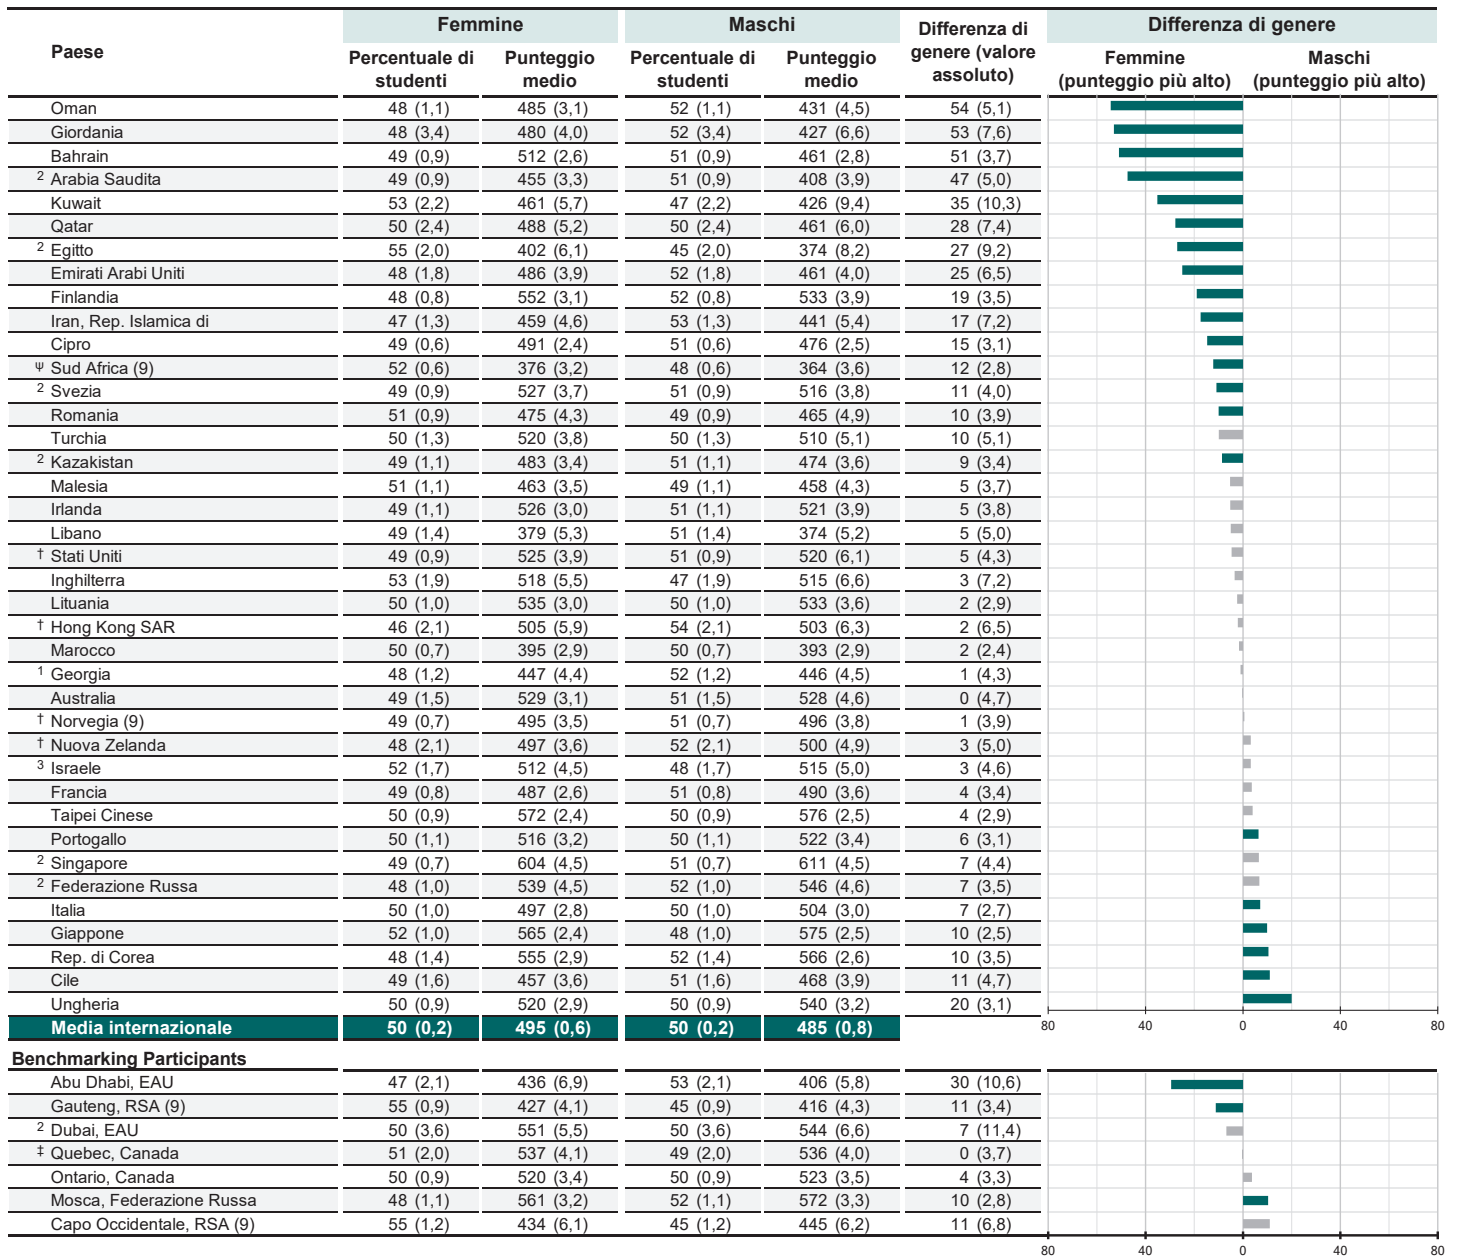 Paese Femmine Maschi Differenza di genere (valore assoluto) Differenza di genere
Percentuale di studenti Punteggio medio Percentuale di studenti Punteggio medio Femmine (punteggio più alto) Maschi (punteggio più alto)
Oman 48 (1,1) 485 (3,1) 52 (1,1) 431 (4,5) 54 (5,1)
Giordania 48 (3,4) 480 (4,0) 52 (3,4) 427 (6,6) 53 (7,6)
Bahrain 49 (0,9) 512 (2,6) 51 (0,9) 461 (2,8) 51 (3,7)
2 Arabia Saudita 49 (0,9) 455 (3,3) 51 (0,9) 408 (3,9) 47 (5,0)
Kuwait 53 (2,2) 461 (5,7) 47 (2,2) 426 (9,4) 35 (10,3)
Qatar 50 (2,4) 488 (5,2) 50 (2,4) 461 (6,0) 28 (7,4)
2 Egitto 55 (2,0) 402 (6,1) 45 (2,0) 374 (8,2) 27 (9,2)
Emirati Arabi Uniti 48 (1,8) 486 (3,9) 52 (1,8) 461 (4,0) 25 (6,5)
Finlandia 48 (0,8) 552 (3,1) 52 (0,8) 533 (3,9) 19 (3,5)
Iran, Rep. Islamica di 47 (1,3) 459 (4,6) 53 (1,3) 441 (5,4) 17 (7,2)
Cipro 49 (0,6) 491 (2,4) 51 (0,6) 476 (2,5) 15 (3,1)
ψ Sud Africa (9) 52 (0,6) 376 (3,2) 48 (0,6) 364 (3,6) 12 (2,8)
2 Svezia 49 (0,9) 527 (3,7) 51 (0,9) 516 (3,8) 11 (4,0)
Romania 51 (0,9) 475 (4,3) 49 (0,9) 465 (4,9) 10 (3,9)
Turchia 50 (1,3) 520 (3,8) 50 (1,3) 510 (5,1) 10 (5,1)
2 Kazakistan 49 (1,1) 483 (3,4) 51 (1,1) 474 (3,6) 9 (3,4)
Malesia 51 (1,1) 463 (3,5) 49 (1,1) 458 (4,3) 5 (3,7)
Irlanda 49 (1,1) 526 (3,0) 51 (1,1) 521 (3,9) 5 (3,8)
Libano 49 (1,4) 379 (5,3) 51 (1,4) 374 (5,2) 5 (5,0)
† Stati Uniti 49 (0,9) 525 (3,9) 51 (0,9) 520 (6,1) 5 (4,3)
Inghilterra 53 (1,9) 518 (5,5) 47 (1,9) 515 (6,6) 3 (7,2)
Lituania 50 (1,0) 535 (3,0) 50 (1,0) 533 (3,6) 2 (2,9)
† Hong Kong SAR 46 (2,1) 505 (5,9) 54 (2,1) 503 (6,3) 2 (6,5)
Marocco 50 (0,7) 395 (2,9) 50 (0,7) 393 (2,9) 2 (2,4)
1 Georgia 48 (1,2) 447 (4,4) 52 (1,2) 446 (4,5) 1 (4,3)
Australia 49 (1,5) 529 (3,1) 51 (1,5) 528 (4,6) 0 (4,7)
† Norvegia (9) 49 (0,7) 495 (3,5) 51 (0,7) 496 (3,8) 1 (3,9)
† Nuova Zelanda 48 (2,1) 497 (3,6) 52 (2,1) 500 (4,9) 3 (5,0)
3 Israele 52 (1,7) 512 (4,5) 48 (1,7) 515 (5,0) 3 (4,6)
Francia 49 (0,8) 487 (2,6) 51 (0,8) 490 (3,6) 4 (3,4)
Taipei Cinese 50 (0,9) 572 (2,4) 50 (0,9) 576 (2,5) 4 (2,9)
Portogallo 50 (1,1) 516 (3,2) 50 (1,1) 522 (3,4) 6 (3,1)
2 Singapore 49 (0,7) 604 (4,5) 51 (0,7) 611 (4,5) 7 (4,4)
2 Federazione Russa 48 (1,0) 539 (4,5) 52 (1,0) 546 (4,6) 7 (3,5)
Italia 50 (1,0) 497 (2,8) 50 (1,0) 504 (3,0) 7 (2,7)
Giappone 52 (1,0) 565 (2,4) 48 (1,0) 575 (2,5) 10 (2,5)
Rep. di Corea 48 (1,4) 555 (2,9) 52 (1,4) 566 (2,6) 10 (3,5)
Cile 49 (1,6) 457 (3,6) 51 (1,6) 468 (3,9) 11 (4,7)
Ungheria 50 (0,9) 520 (2,9) 50 (0,9) 540 (3,2) 20 (3,1)
Media internazionale 50 (0,2) 495 (0,6) 50 (0,2) 485 (0,8)
80 40 0 40 80
Benchmarking Participants
Abu Dhabi, EAU 47 (2,1) 436 (6,9) 53 (2,1) 406 (5,8) 30 (10,6)
Gauteng, RSA (9) 55 (0,9) 427 (4,1) 45 (0,9) 416 (4,3) 11 (3,4)
2 Dubai, EAU 50 (3,6) 551 (5,5) 50 (3,6) 544 (6,6) 7 (11,4)
‡ Quebec, Canada 51 (2,0) 537 (4,1) 49 (2,0) 536 (4,0) 0 (3,7)
Ontario, Canada 50 (0,9) 520 (3,4) 50 (0,9) 523 (3,5) 4 (3,3)
Mosca, Federazione Russa 48 (1,1) 561 (3,2) 52 (1,1) 572 (3,3) 10 (2,8)
Capo Occidentale, RSA (9) 55 (1,2) 434 (6,1) 45 (1,2) 445 (6,2) 11 (6,8)
80 40 0 40 80